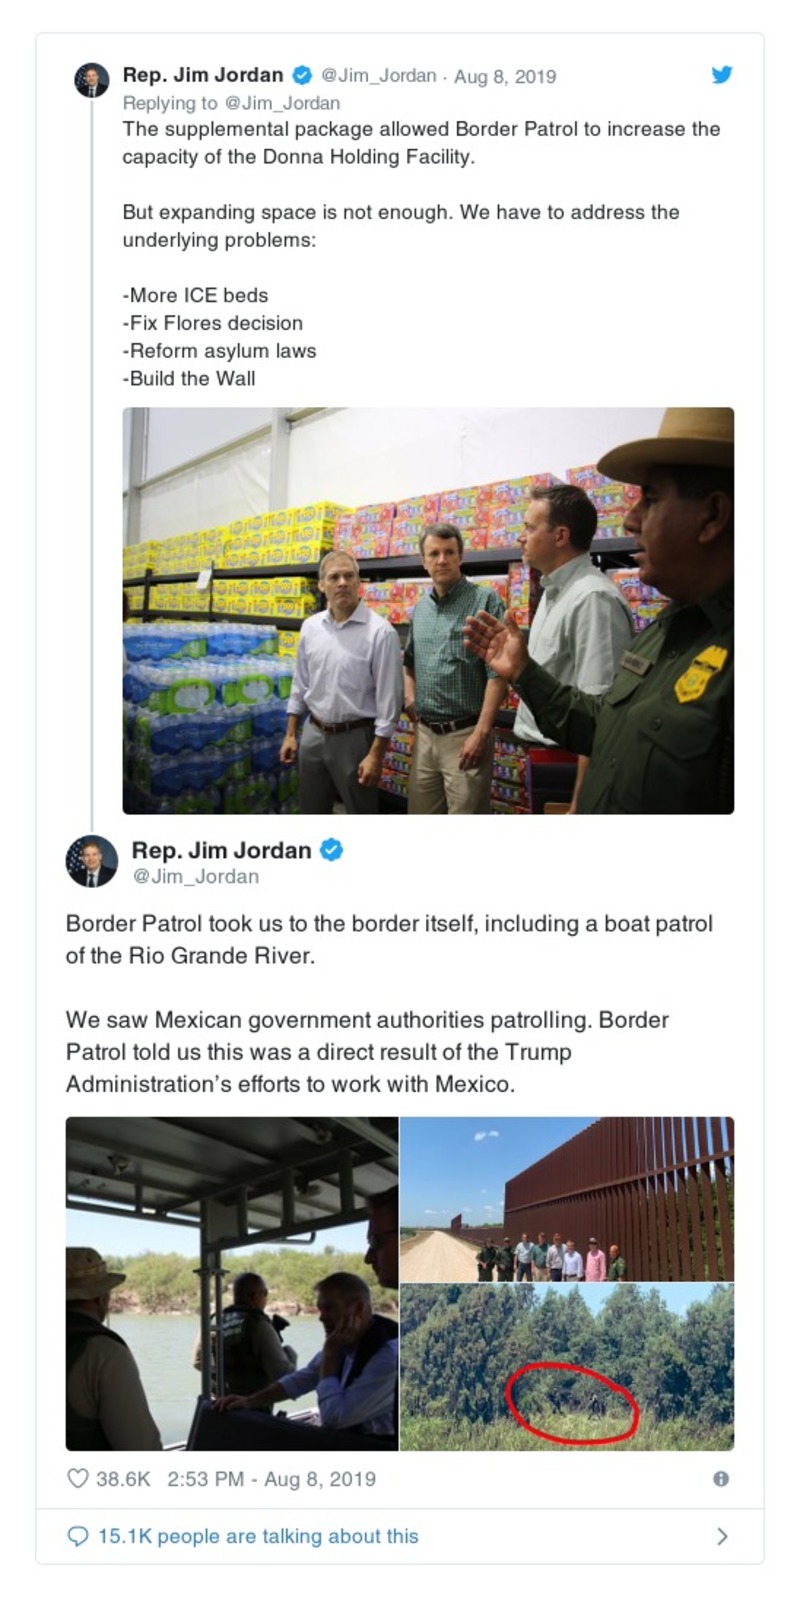 Rep. Jim Jordan @Jim_Jordan · Aug 8, 2019
Replying to @Jim_Jordan
The supplemental package allowed Border Patrol to increase the
capacity of the Donna Holding Facility.
But expanding space is not enough. We have to address the
underlying problems:
-More ICE beds
-Fix Flores decision
-Reform asylum laws
-Build the Wall
Rep. Jim Jordan
@Jim_Jordan
Border Patrol took us to the border itself, including a boat patrol
of the Rio Grande River.
We saw Mexican government authorities patrolling. Border
Patrol told us this was a direct result of the Trump
Administration’s efforts to work with Mexico.
38.6K 2:53 PM - Aug 8, 2019
15.1K people are talking about this